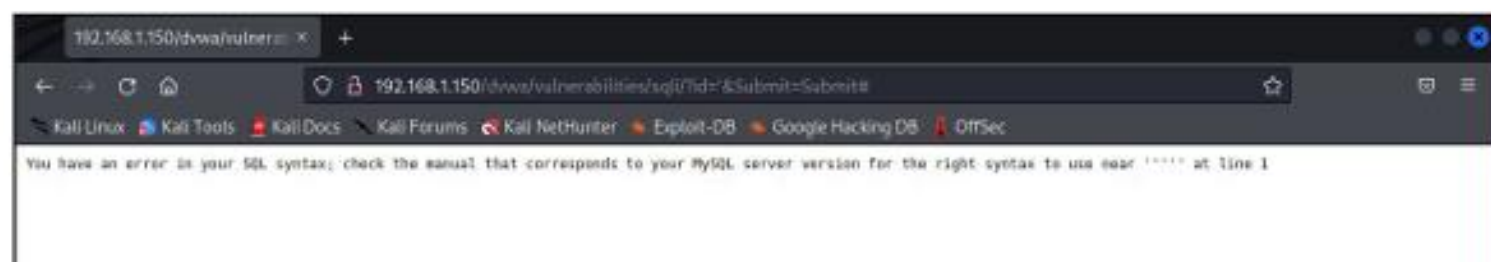 192.168.1.150/dvwa/vulnera
192.168.1.150/dvwa/vulnerabilities/sqli/?id='&Submit=Submit#
Kali Linux Kali Tools Kali Docs Kali Forums Kali NetHunter Exploit-DB Google Hacking DB OffSec
You have an error in your SQL syntax; check the manual that corresponds to your MySQL server version for the right syntax to use near ''''' at line 1